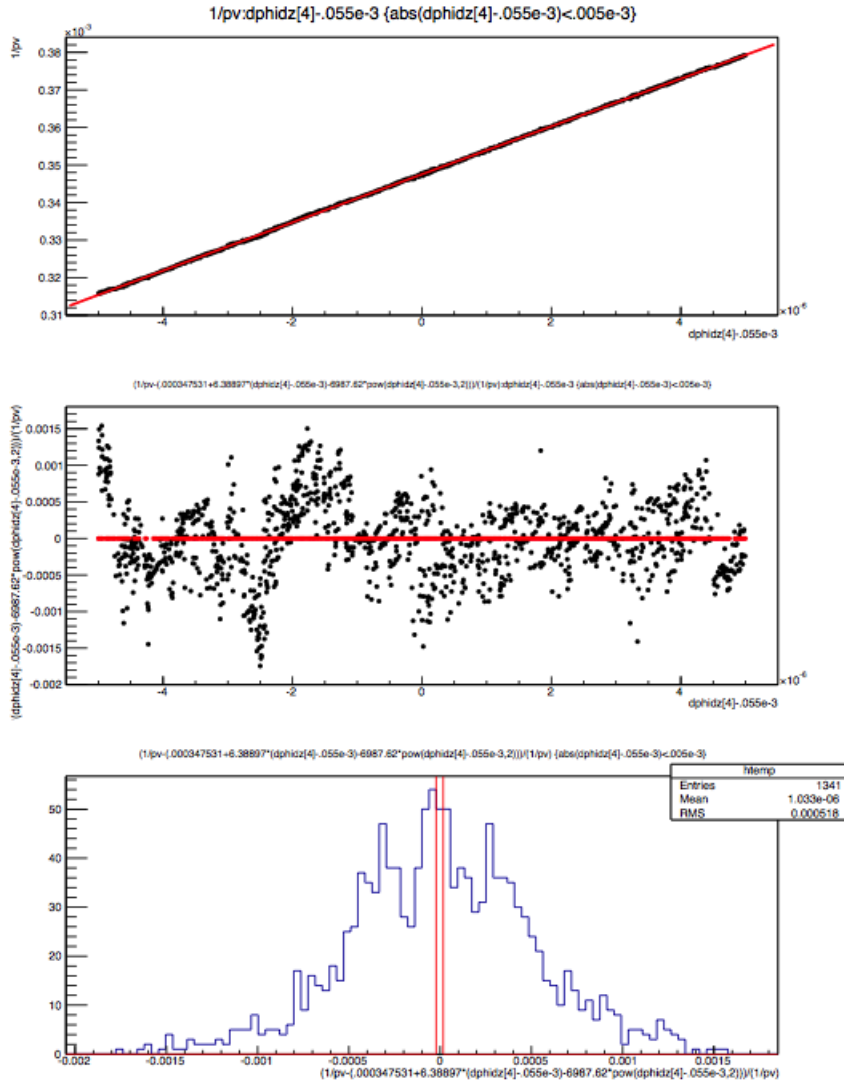 1/pv:dphidz[4]-.055e-3 {abs(dphidz[4]-.055e-3)<.005e-3}
×10⁻³
1/pv
0.38
0.37
0.36
0.35
0.34
0.33
0.32
0.31
-4 -2 0 2 4
×10⁻⁶
dphidz[4]-.055e-3
(1/pv-(.000347531+6.38897*(dphidz[4]-.055e-3)-6987.62*pow(dphidz[4]-.055e-3,2)))/(1/pv):dphidz[4]-.055e-3 {abs(dphidz[4]-.055e-3)<.005e-3}
(dphidz[4]-.055e-3)-6987.62*pow(dphidz[4]-.055e-3,2)))/(1/pv)
0.0015
0.001
0.0005
0
-0.0005
-0.001
-0.0015
-0.002
-4 -2 0 2 4
×10⁻⁶
dphidz[4]-.055e-3
(1/pv-(.000347531+6.38897*(dphidz[4]-.055e-3)-6987.62*pow(dphidz[4]-.055e-3,2)))/(1/pv) {abs(dphidz[4]-.055e-3)<.005e-3}
htemp
Entries 1341
Mean 1.033e-06
RMS 0.000518
50
40
30
20
10
0
-0.002 -0.0015 -0.001 -0.0005 0 0.0005 0.001 0.0015
(1/pv-(.000347531+6.38897*(dphidz[4]-.055e-3)-6987.62*pow(dphidz[4]-.055e-3,2)))/(1/pv)